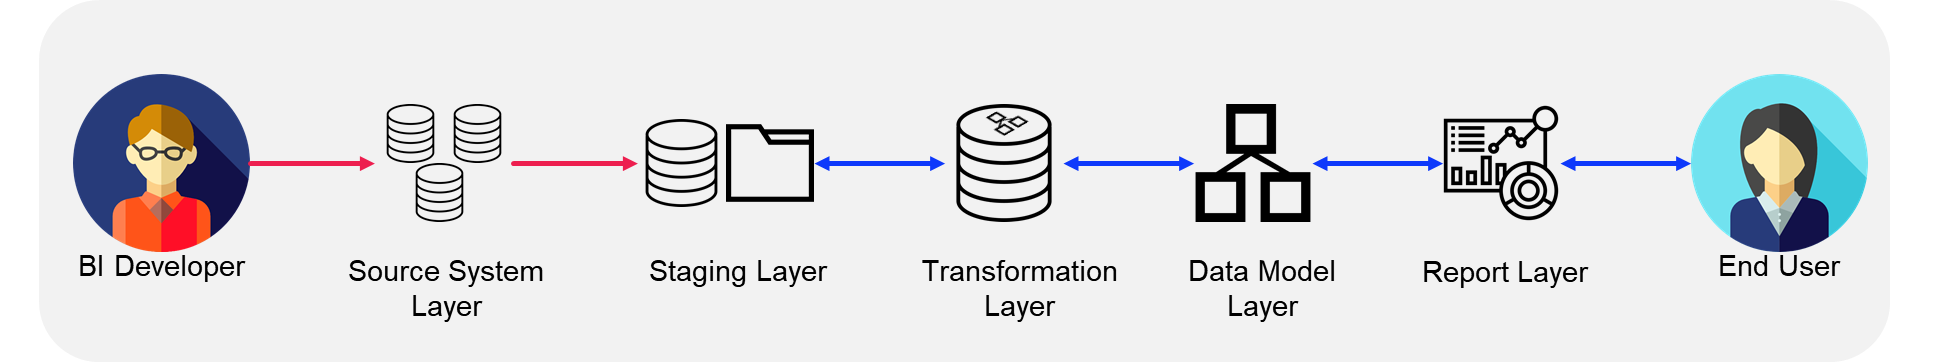 BI Developer
Source System
Layer
Staging Layer
Transformation
Layer
Data Model
Layer
Report Layer
End User